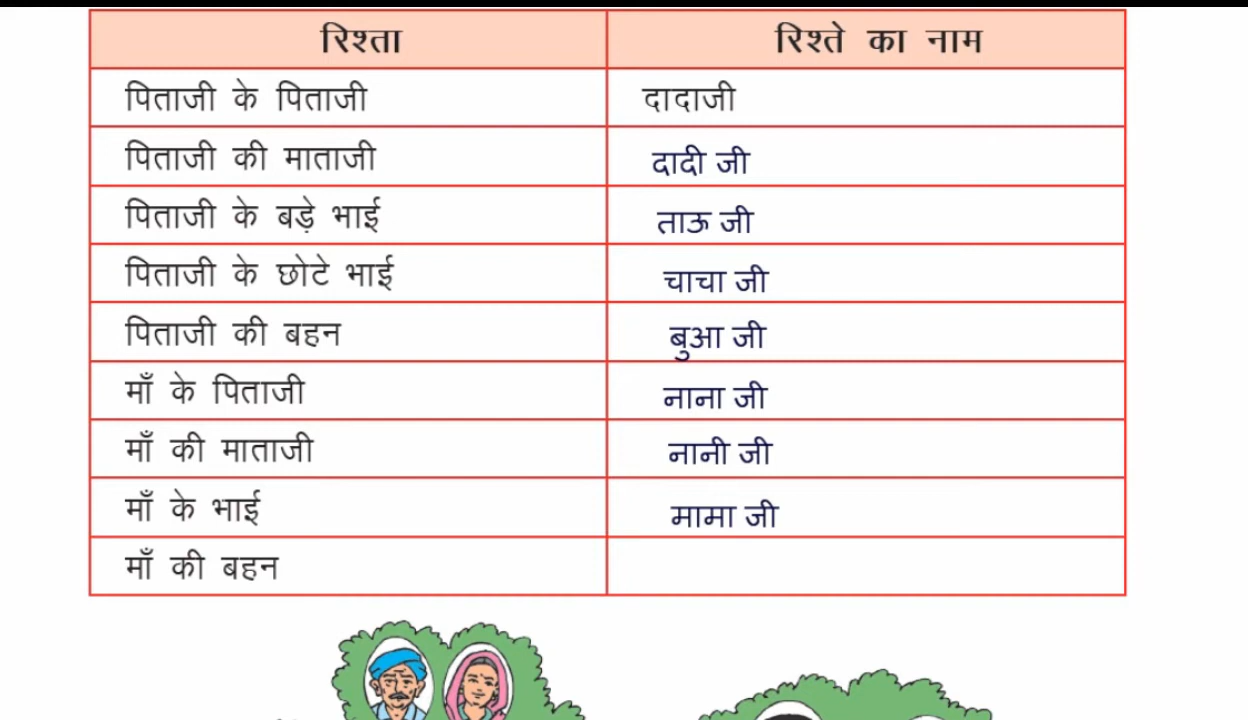 रिश्ता रिश्ते का नाम
पिताजी के पिताजी दादाजी
पिताजी की माताजी दादी जी
पिताजी के बड़े भाई ताऊ जी
पिताजी के छोटे भाई चाचा जी
पिताजी की बहन बुआ जी
माँ के पिताजी नाना जी
माँ की माताजी नानी जी
माँ के भाई मामा जी
माँ की बहन